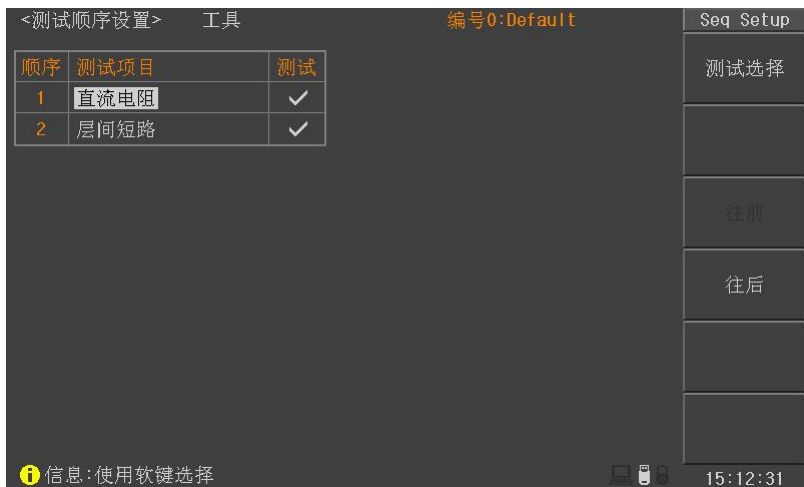 <测试顺序设置> 工具 编号0:Default Seq Setup
顺序 测试项目 测试
1 直流电阻 ✓
2 层间短路 ✓
测试选择
往前
往后
信息:使用软键选择 15:12:31